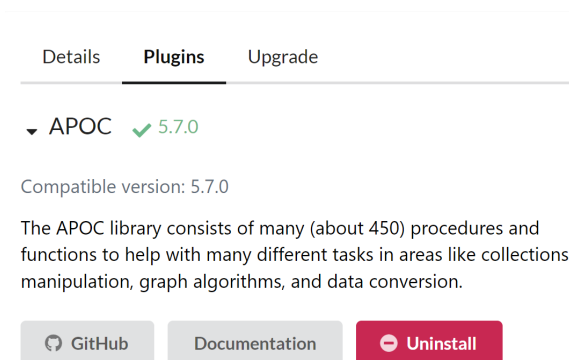 Details Plugins Upgrade
APOC 5.7.0
Compatible version: 5.7.0
The APOC library consists of many (about 450) procedures and
functions to help with many different tasks in areas like collections
manipulation, graph algorithms, and data conversion.
GitHub Documentation Uninstall